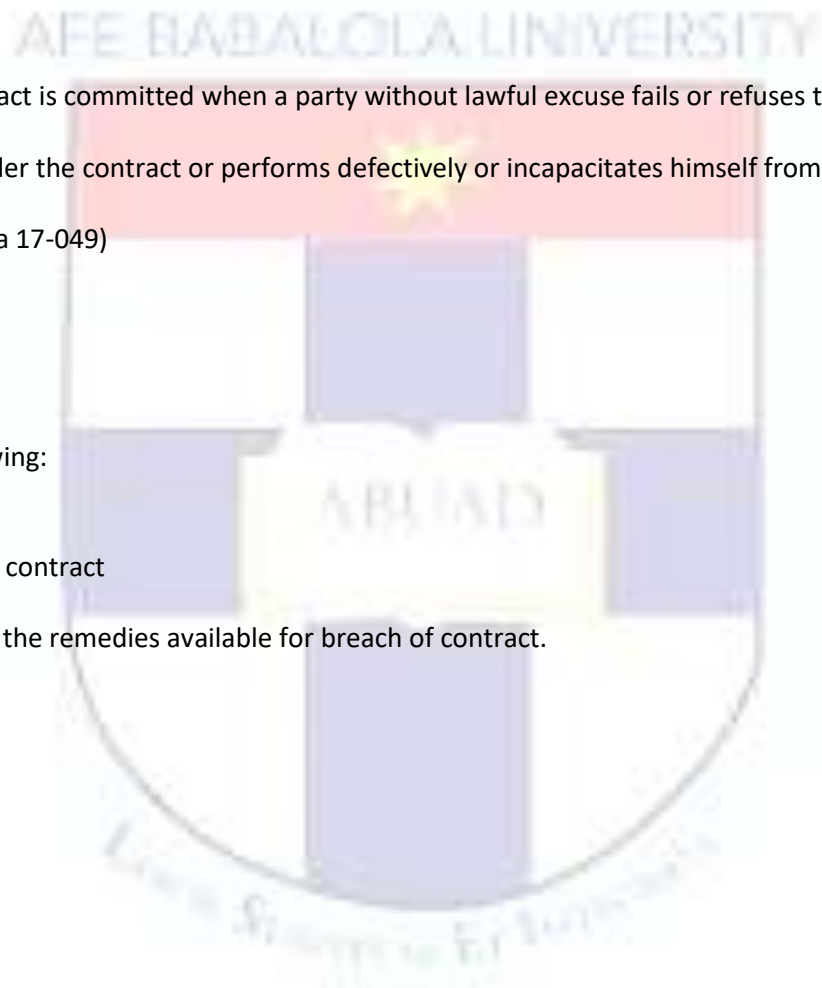 AFE BABALOLA UNIVERSITY
act is committed when a party without lawful excuse fails or refuses t
der the contract or performs defectively or incapacitates himself from
a 17-049)
wing:
contract
the remedies available for breach of contract.
ABUAD